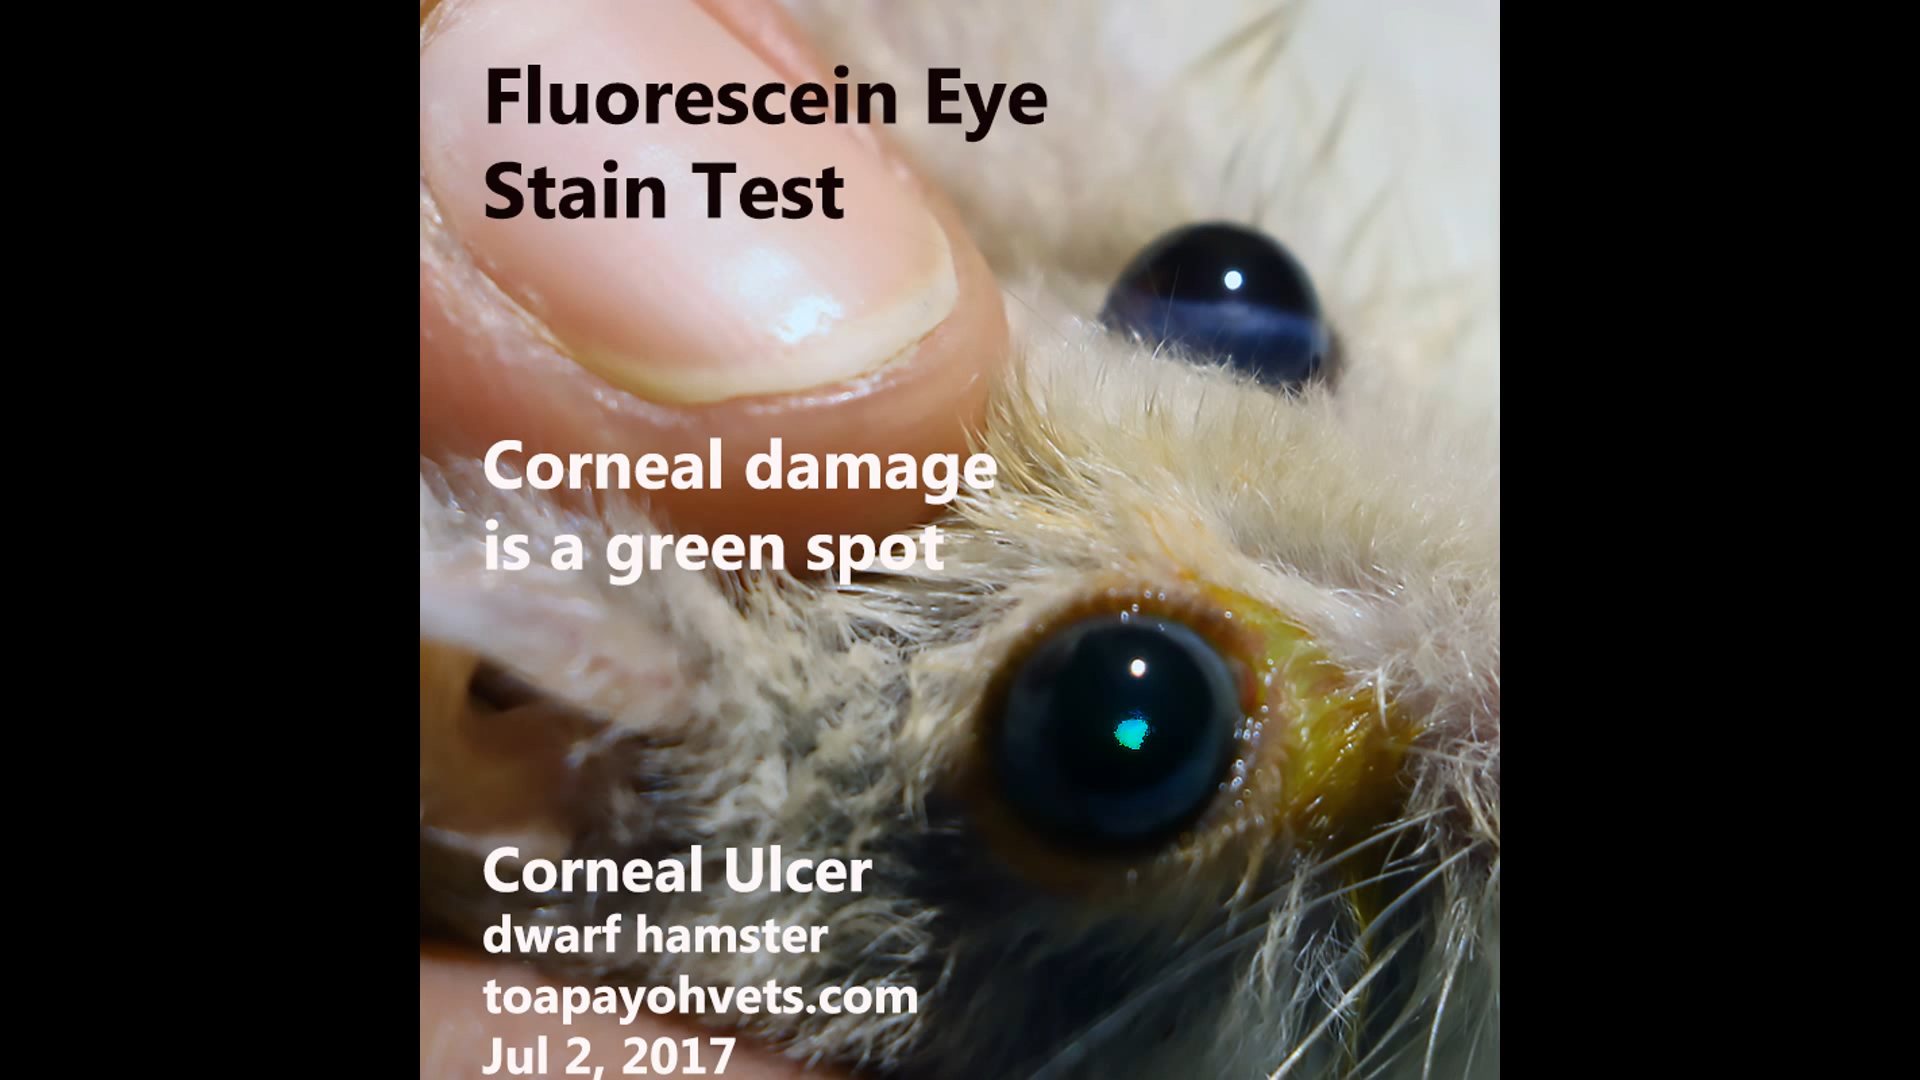 Fluorescein Eye
Stain Test
Corneal damage
is a green spot
Corneal Ulcer
dwarf hamster
toapayohvets.com
Jul 2, 2017